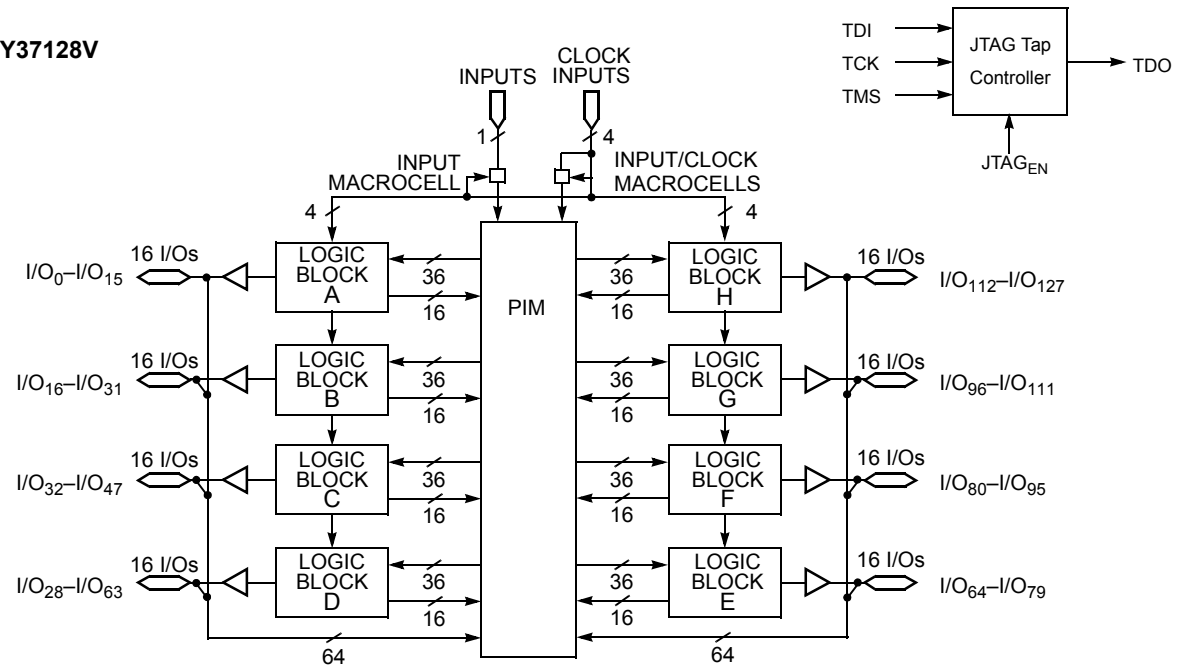 Y37128V
TDI
TCK
TMS
JTAG Tap
Controller
TDO
JTAG_EN
INPUTS
CLOCK
INPUTS
1
4
INPUT
MACROCELL
INPUT/CLOCK
MACROCELLS
4
4
I/O0–I/O15
16 I/Os
LOGIC
BLOCK
A
36
16
PIM
36
16
LOGIC
BLOCK
H
16 I/Os
I/O112–I/O127
I/O16–I/O31
16 I/Os
LOGIC
BLOCK
B
36
16
36
16
LOGIC
BLOCK
G
16 I/Os
I/O96–I/O111
I/O32–I/O47
16 I/Os
LOGIC
BLOCK
C
36
16
36
16
LOGIC
BLOCK
F
16 I/Os
I/O80–I/O95
I/O28–I/O63
16 I/Os
LOGIC
BLOCK
D
36
16
36
16
LOGIC
BLOCK
E
16 I/Os
I/O64–I/O79
64
64